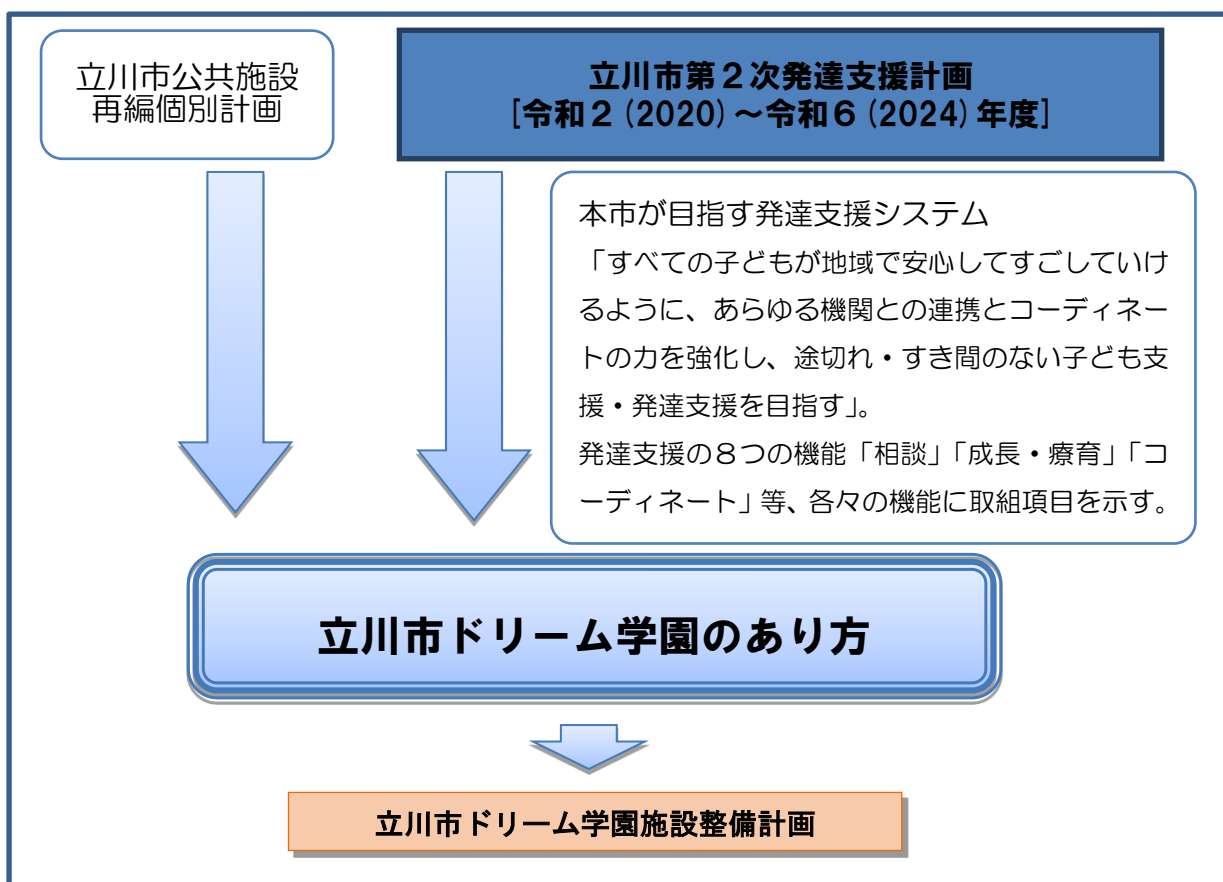 立川市公共施設
再編個別計画
立川市第２次発達支援計画
[令和２(2020)～令和６(2024)年度]
本市が目指す発達支援システム
「すべての子どもが地域で安心してすごしていけ
るように、あらゆる機関との連携とコーディネー
トの力を強化し、途切れ・すき間のない子ども支
援・発達支援を目指す」。
発達支援の８つの機能「相談」「成長・療育」「コ
ーディネート」等、各々の機能に取組項目を示す。
立川市ドリーム学園のあり方
立川市ドリーム学園施設整備計画